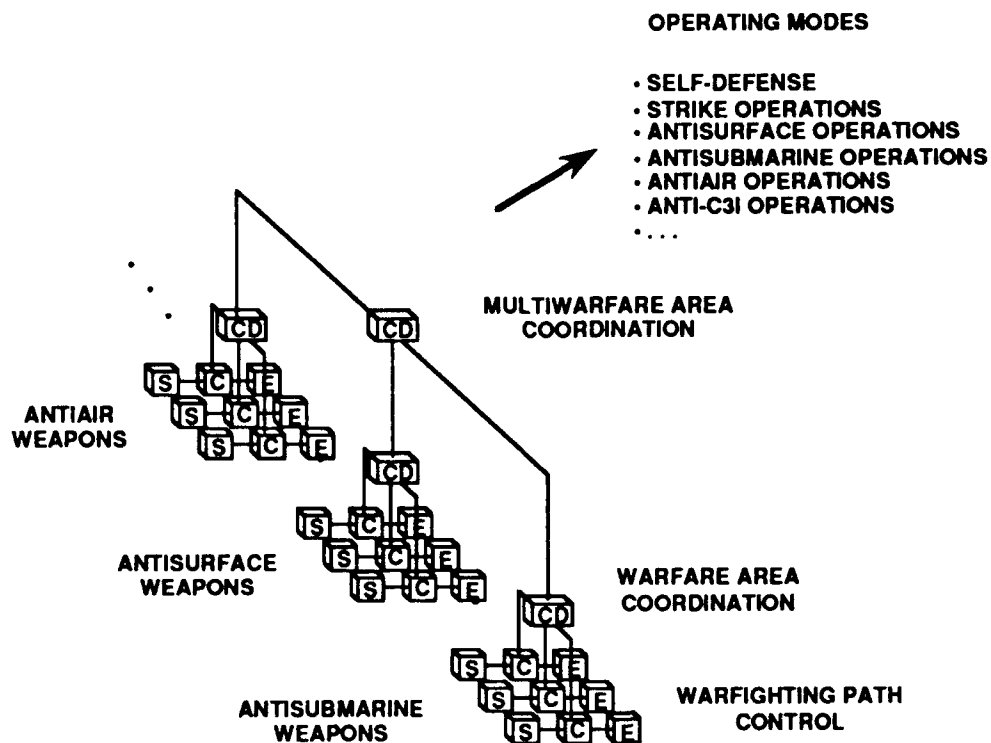 OPERATING MODES
• SELF-DEFENSE
• STRIKE OPERATIONS
• ANTISURFACE OPERATIONS
• ANTISUBMARINE OPERATIONS
• ANTIAIR OPERATIONS
• ANTI-C3I OPERATIONS
• . . .
MULTIWARFARE AREA
COORDINATION
CD
CD
S C E
S C E
S C E
ANTIAIR
WEAPONS
CD
S C E
S C E
S C E
ANTISURFACE
WEAPONS
WARFARE AREA
COORDINATION
CD
S C E
S C E
S C E
ANTISUBMARINE
WEAPONS
WARFIGHTING PATH
CONTROL